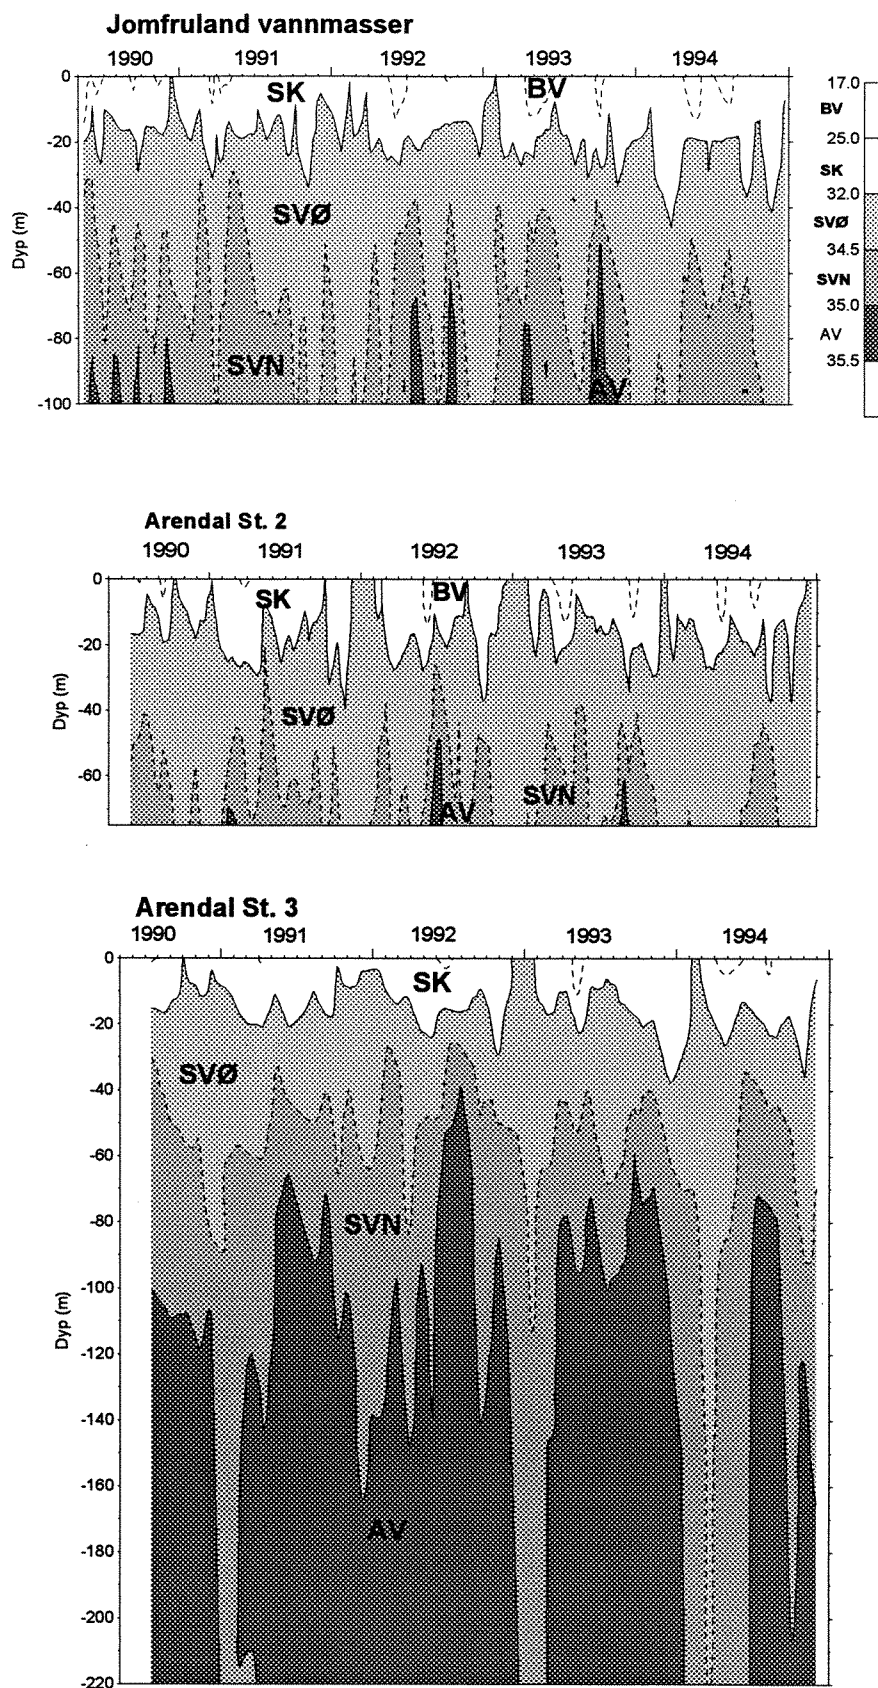 Jomfruland vannmasser
1990 1991 1992 1993 1994
0
-20
-40
-60
-80
-100
Dyp (m)
SK
BV
SVØ
SVN
AV
17.0
BV
25.0
SK
32.0
SVØ
34.5
SVN
35.0
AV
35.5
Arendal St. 2
1990 1991 1992 1993 1994
0
-20
-40
-60
Dyp (m)
SK
BV
SVØ
SVN
AV
Arendal St. 3
1990 1991 1992 1993 1994
0
-20
-40
-60
-80
-100
-120
-140
-160
-180
-200
-220
Dyp (m)
SK
SVØ
SVN
AV